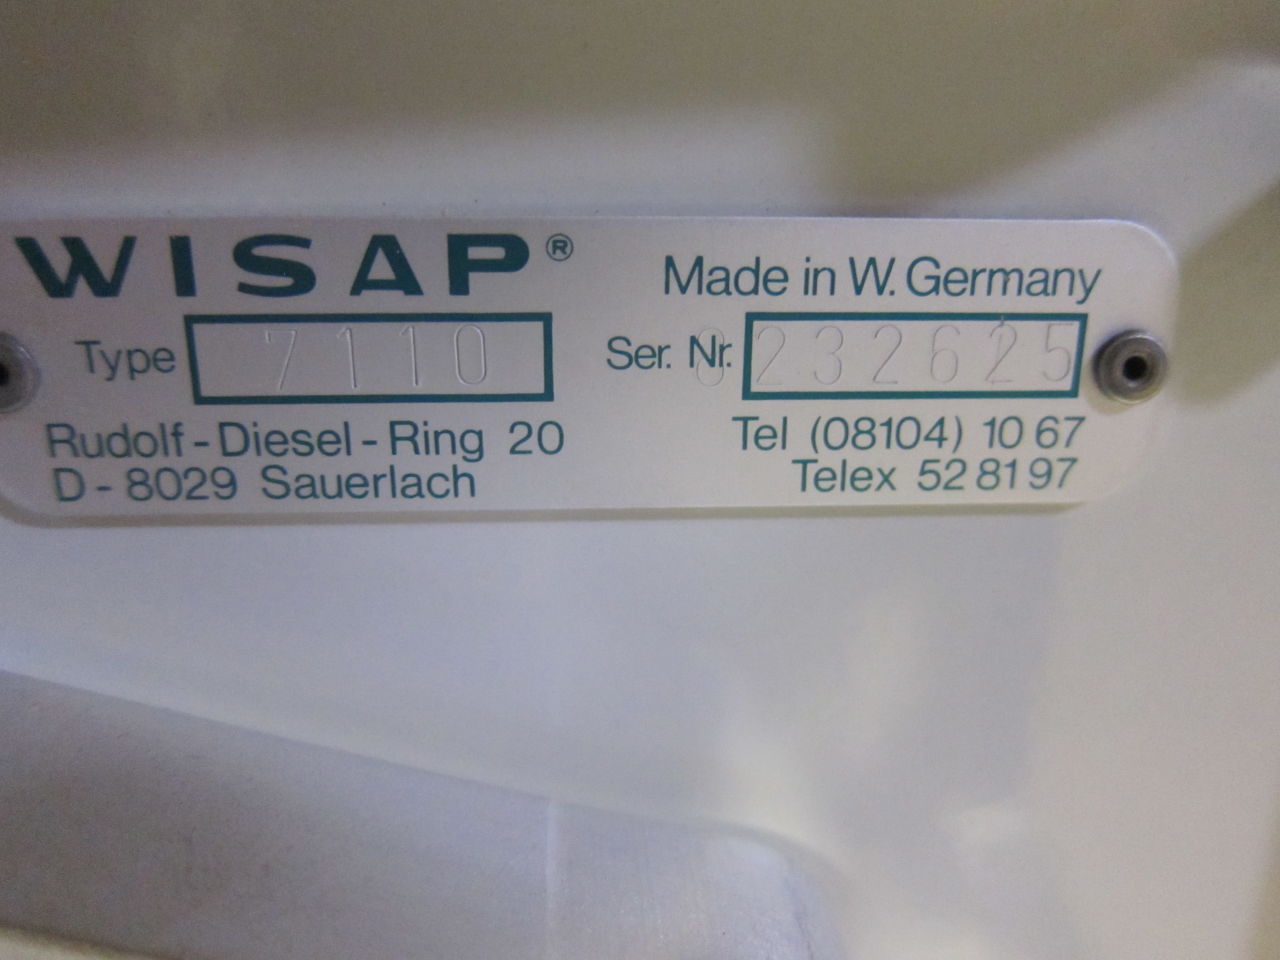 WISAP®
Made in W. Germany
Type 7110
Ser. Nr. 8232625
Rudolf-Diesel-Ring 20
D-8029 Sauerlach
Tel (08104) 10 67
Telex 52 81 97